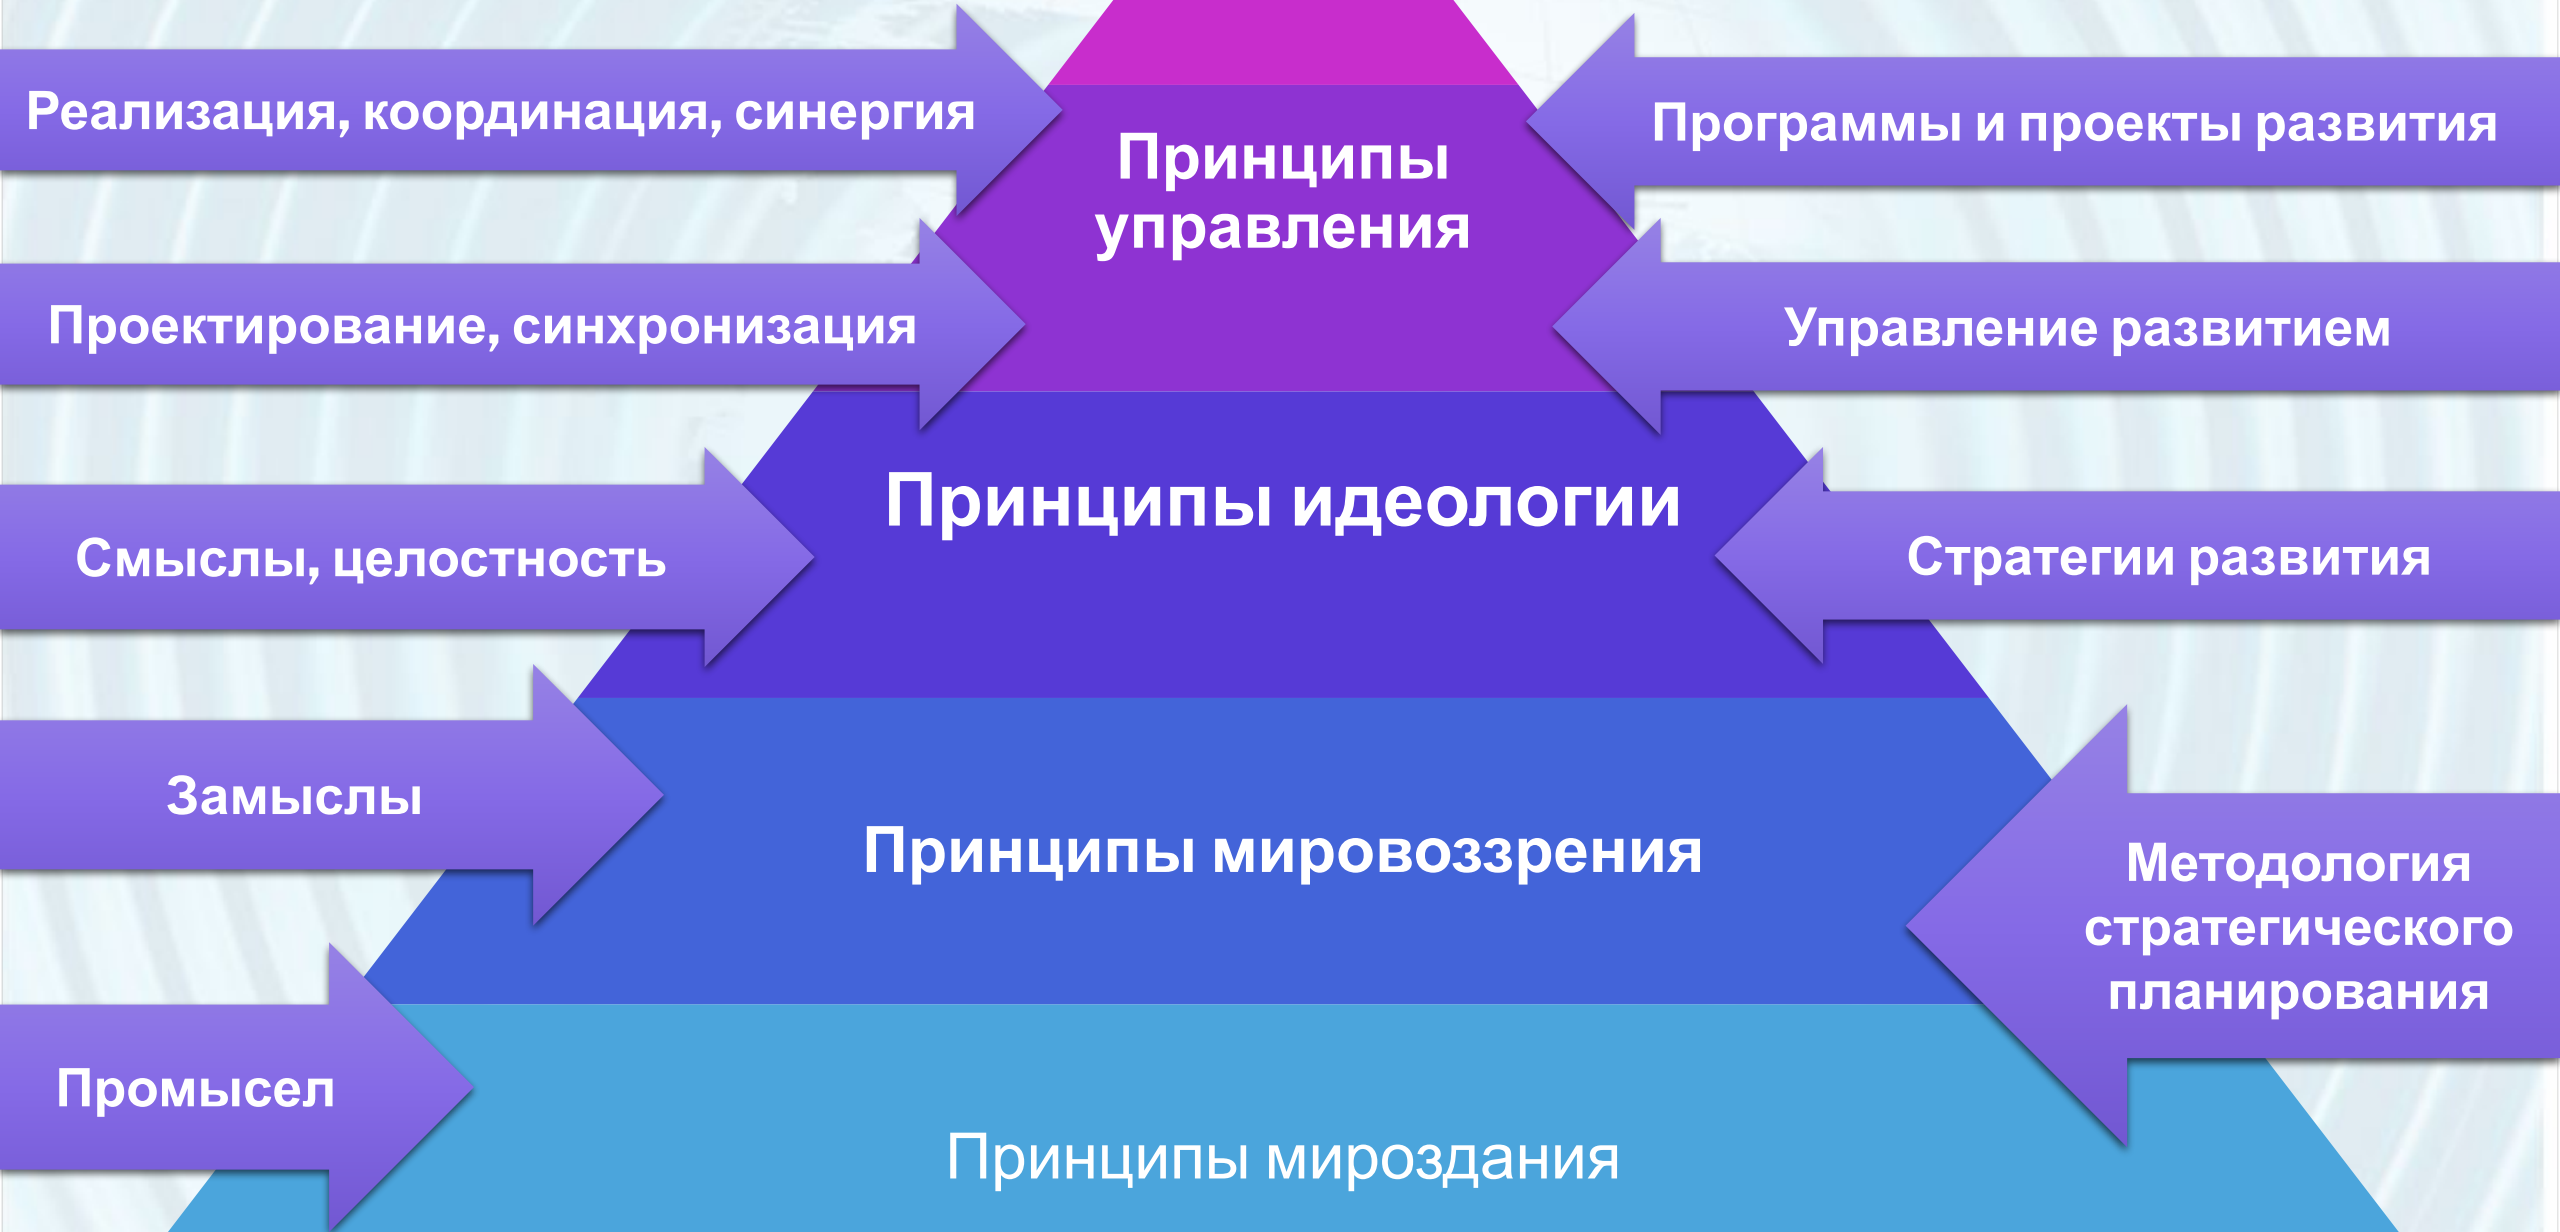 Реализация, координация, синергия
Программы и проекты развития
Принципы
управления
Проектирование, синхронизация
Управление развитием
Принципы идеологии
Смыслы, целостность
Стратегии развития
Замыслы
Принципы мировоззрения
Методология
стратегического
планирования
Промысел
Принципы мироздания